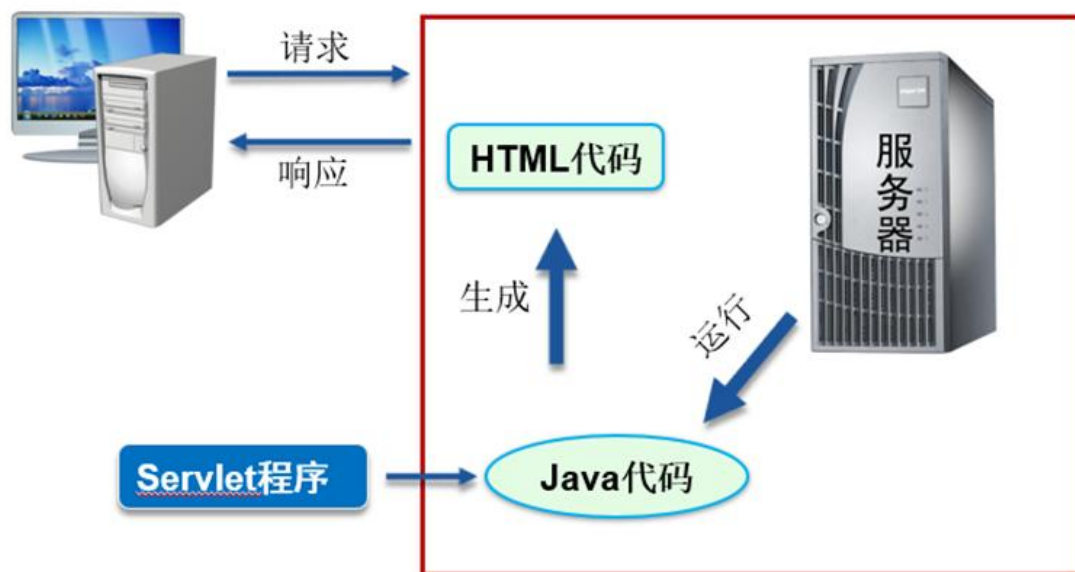 请求
响应
HTML代码
服务器
生成
运行
Servlet程序
Java代码